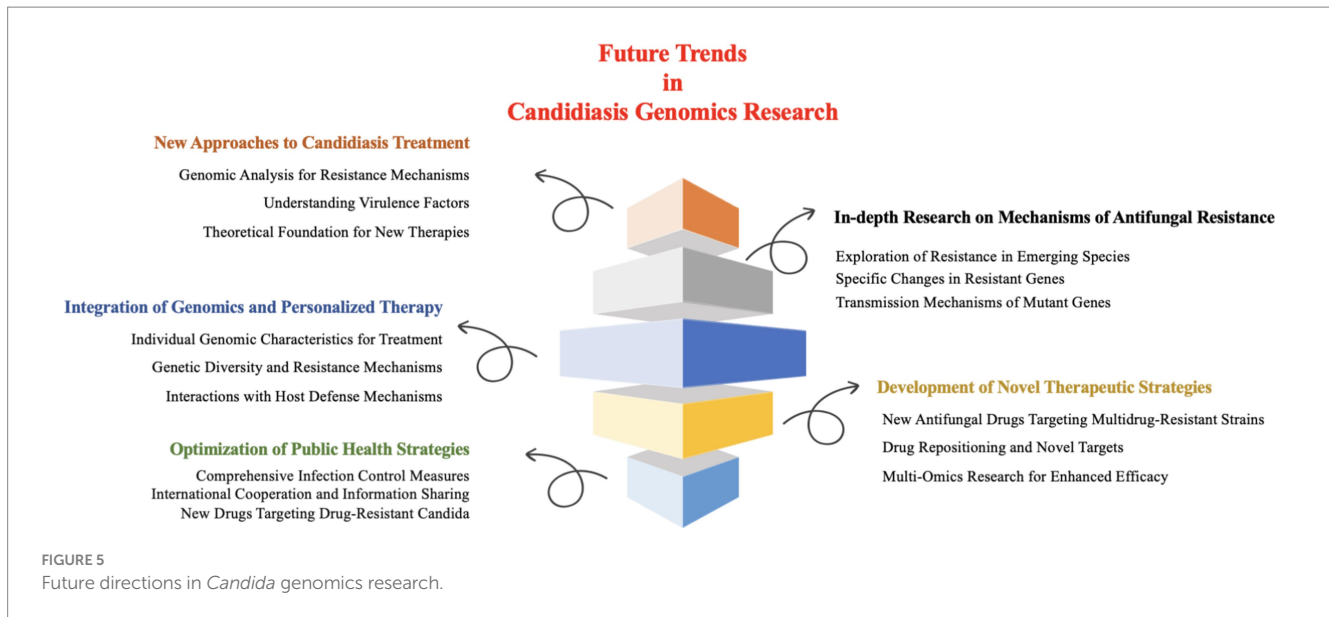 Future Trends
in
Candidiasis Genomics Research
New Approaches to Candidiasis Treatment
Genomic Analysis for Resistance Mechanisms
Understanding Virulence Factors
Theoretical Foundation for New Therapies
In-depth Research on Mechanisms of Antifungal Resistance
Exploration of Resistance in Emerging Species
Specific Changes in Resistant Genes
Transmission Mechanisms of Mutant Genes
Integration of Genomics and Personalized Therapy
Individual Genomic Characteristics for Treatment
Genetic Diversity and Resistance Mechanisms
Interactions with Host Defense Mechanisms
Development of Novel Therapeutic Strategies
New Antifungal Drugs Targeting Multidrug-Resistant Strains
Drug Repositioning and Novel Targets
Multi-Omics Research for Enhanced Efficacy
Optimization of Public Health Strategies
Comprehensive Infection Control Measures
International Cooperation and Information Sharing
New Drugs Targeting Drug-Resistant Candida
FIGURE 5
Future directions in Candida genomics research.